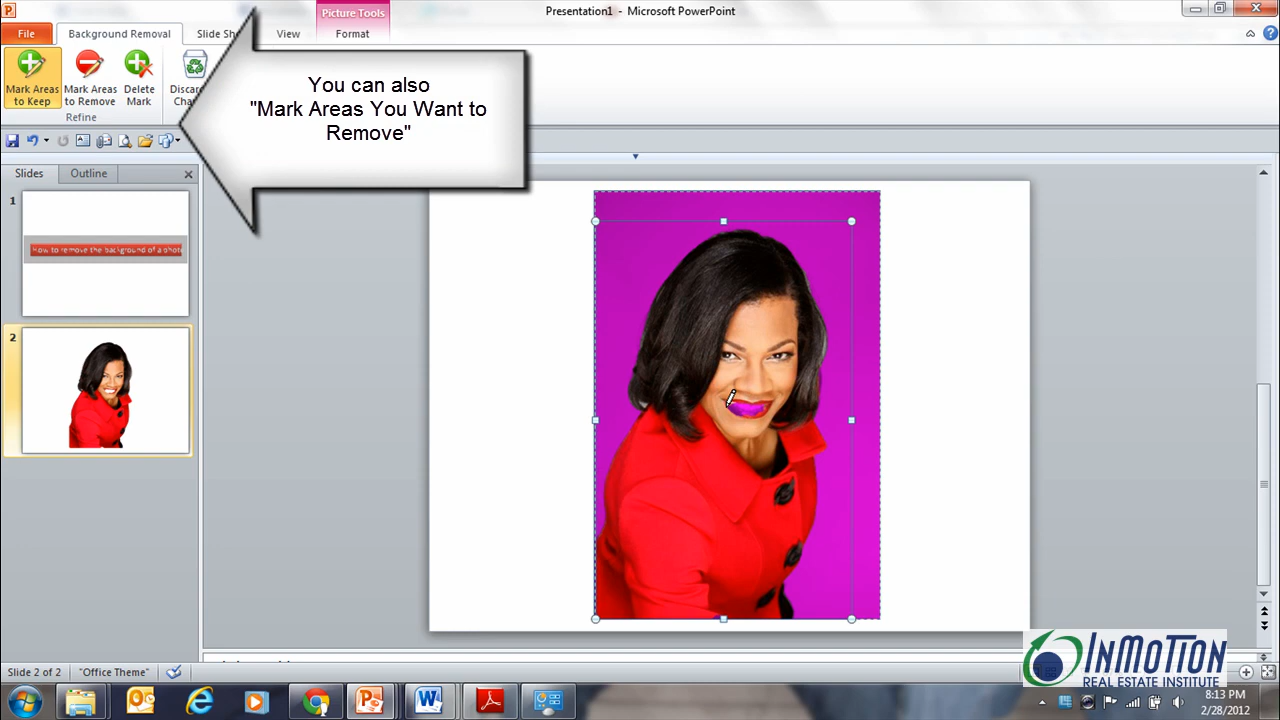 Picture Tools
Presentation1 - Microsoft PowerPoint
File
Background Removal
Slide Sh
View
Format
Mark Areas
to Keep
Mark Areas
to Remove
Delete
Mark
Discard
Cha
Refine
You can also
"Mark Areas You Want to
Remove"
Slides
Outline
1
How to remove the background of a photo
2
Slide 2 of 2
"Office Theme"
INMOTION
REAL ESTATE INSTITUTE
8:13 PM
2/28/2012